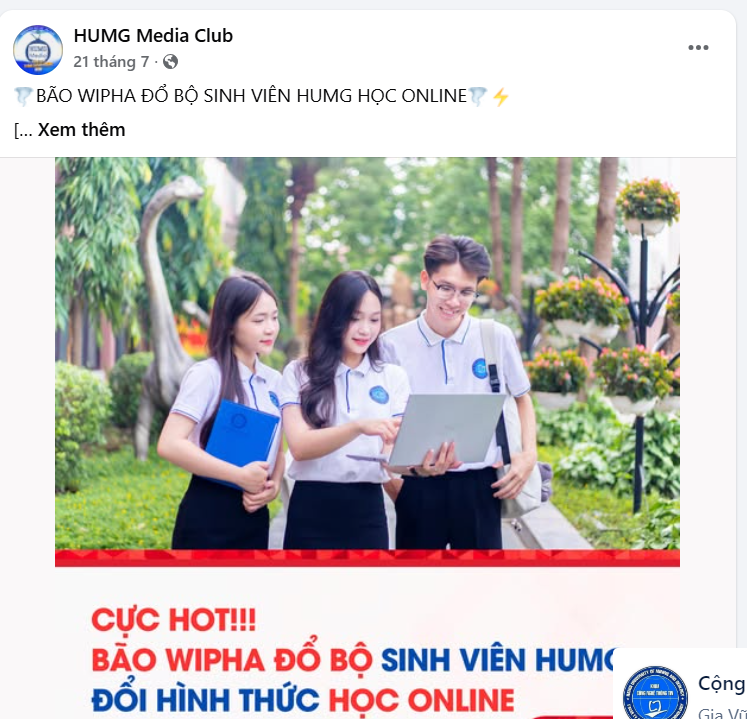 HUMG Media Club
21 tháng 7 ·
🌪️BÃO WIPHA ĐỔ BỘ SINH VIÊN HUMG HỌC ONLINE🌪️⚡
[... Xem thêm
CỰC HOT!!!
BÃO WIPHA ĐỔ BỘ SINH VIÊN HUMG
ĐỔI HÌNH THỨC HỌC ONLINE
Cộng
Gia Vũ